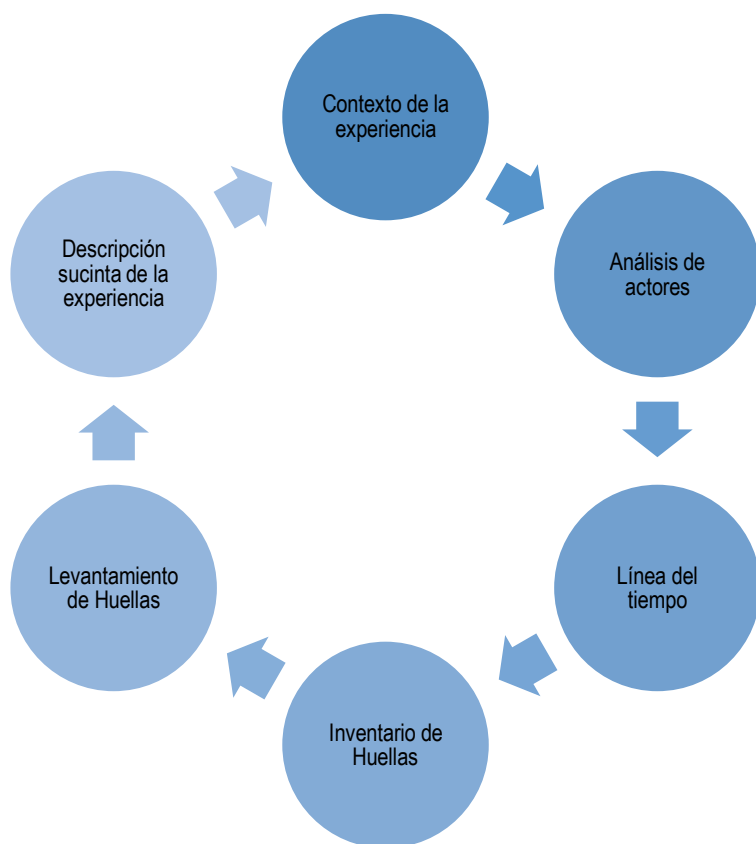 Contexto de la
experiencia
Análisis de
actores
Línea del
tiempo
Inventario de
Huellas
Levantamiento
de Huellas
Descripción
sucinta de la
experiencia